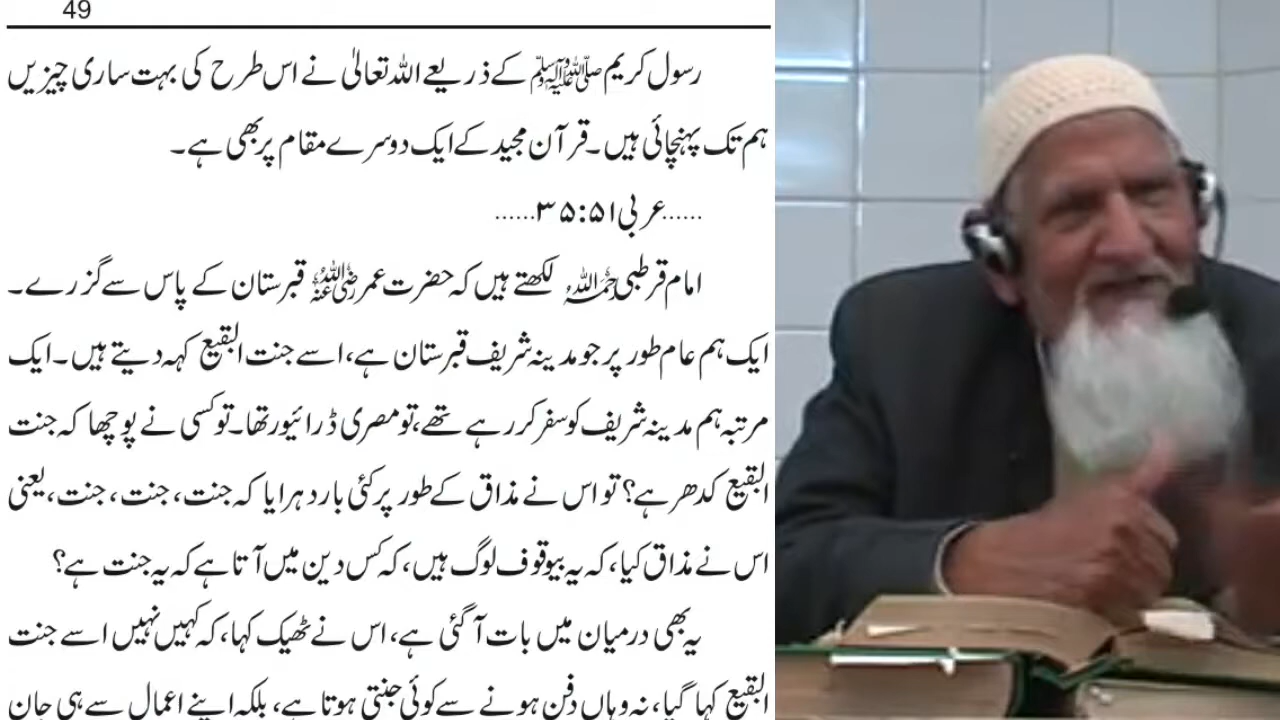 49
رسول کریم ﷺ کے ذریعے اللہ تعالیٰ نے اس طرح کی بہت ساری چیزیں
ہم تک پہنچائی ہیں۔ قرآن مجید کے ایک دوسرے مقام پر بھی ہے۔
......عربی ۳۵:۵۱......
امام قرطبی رحمہ اللہ لکھتے ہیں کہ حضرت عمر رضی اللہ عنہ قبرستان کے پاس سے گزرے۔
ایک ہم عام طور پر جو مدینہ شریف قبرستان ہے، اسے جنت البقیع کہہ دیتے ہیں۔ ایک
مرتبہ ہم مدینہ شریف کو سفر کر رہے تھے، تو مصری ڈرائیور تھا۔ تو کسی نے پوچھا کہ جنت
البقیع کدھر ہے؟ تو اس نے مذاق کے طور پر کئی بار دہرایا کہ جنت، جنت، جنت، یعنی
اس نے مذاق کیا، کہ یہ بیوقوف لوگ ہیں، کہ کس دین میں آتا ہے کہ یہ جنت ہے؟
یہ بھی درمیان میں بات آ گئی ہے، اس نے ٹھیک کہا، کہ کہیں نہیں اسے جنت
البقیع کہا گیا، نہ وہاں دفن ہونے سے کوئی جنتی ہوتا ہے، بلکہ اپنے اعمال سے ہی جان